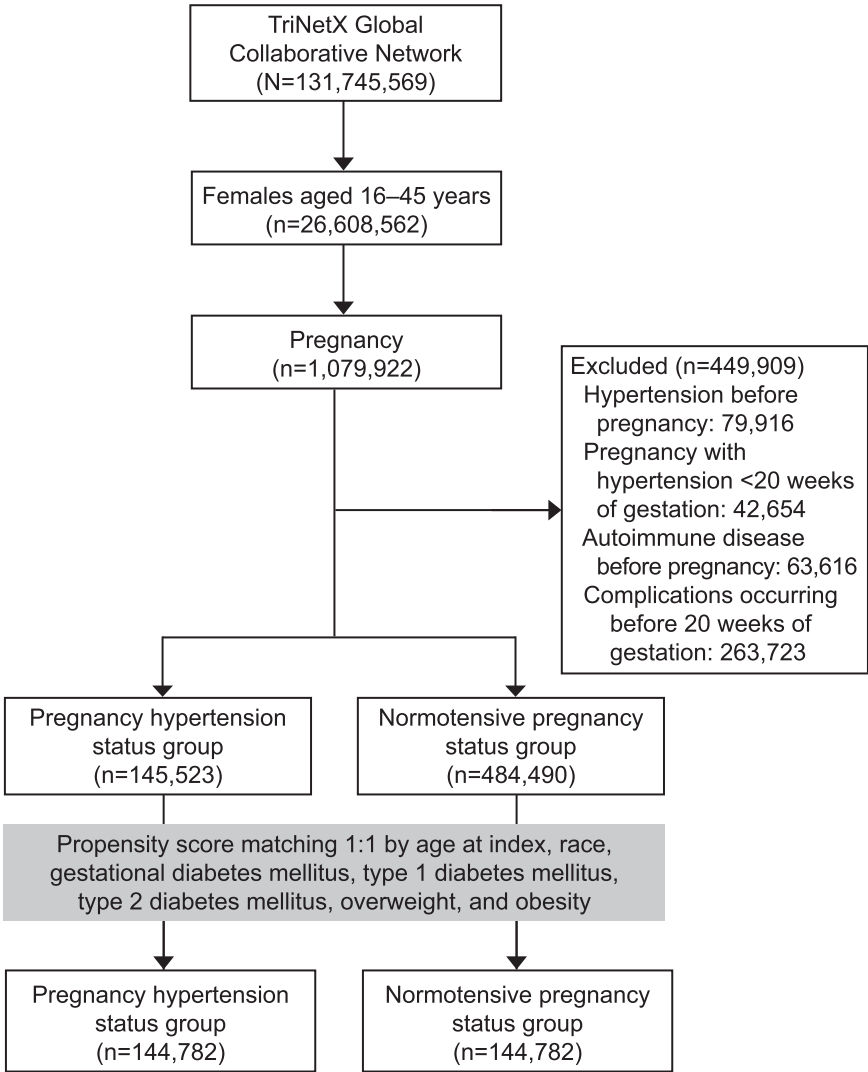 TriNetX Global
Collaborative Network
(N=131,745,569)
Females aged 16–45 years
(n=26,608,562)
Pregnancy
(n=1,079,922)
Excluded (n=449,909)
Hypertension before
pregnancy: 79,916
Pregnancy with
hypertension <20 weeks
of gestation: 42,654
Autoimmune disease
before pregnancy: 63,616
Complications occurring
before 20 weeks of
gestation: 263,723
Pregnancy hypertension
status group
(n=145,523)
Normotensive pregnancy
status group
(n=484,490)
Propensity score matching 1:1 by age at index, race,
gestational diabetes mellitus, type 1 diabetes mellitus,
type 2 diabetes mellitus, overweight, and obesity
Pregnancy hypertension
status group
(n=144,782)
Normotensive pregnancy
status group
(n=144,782)